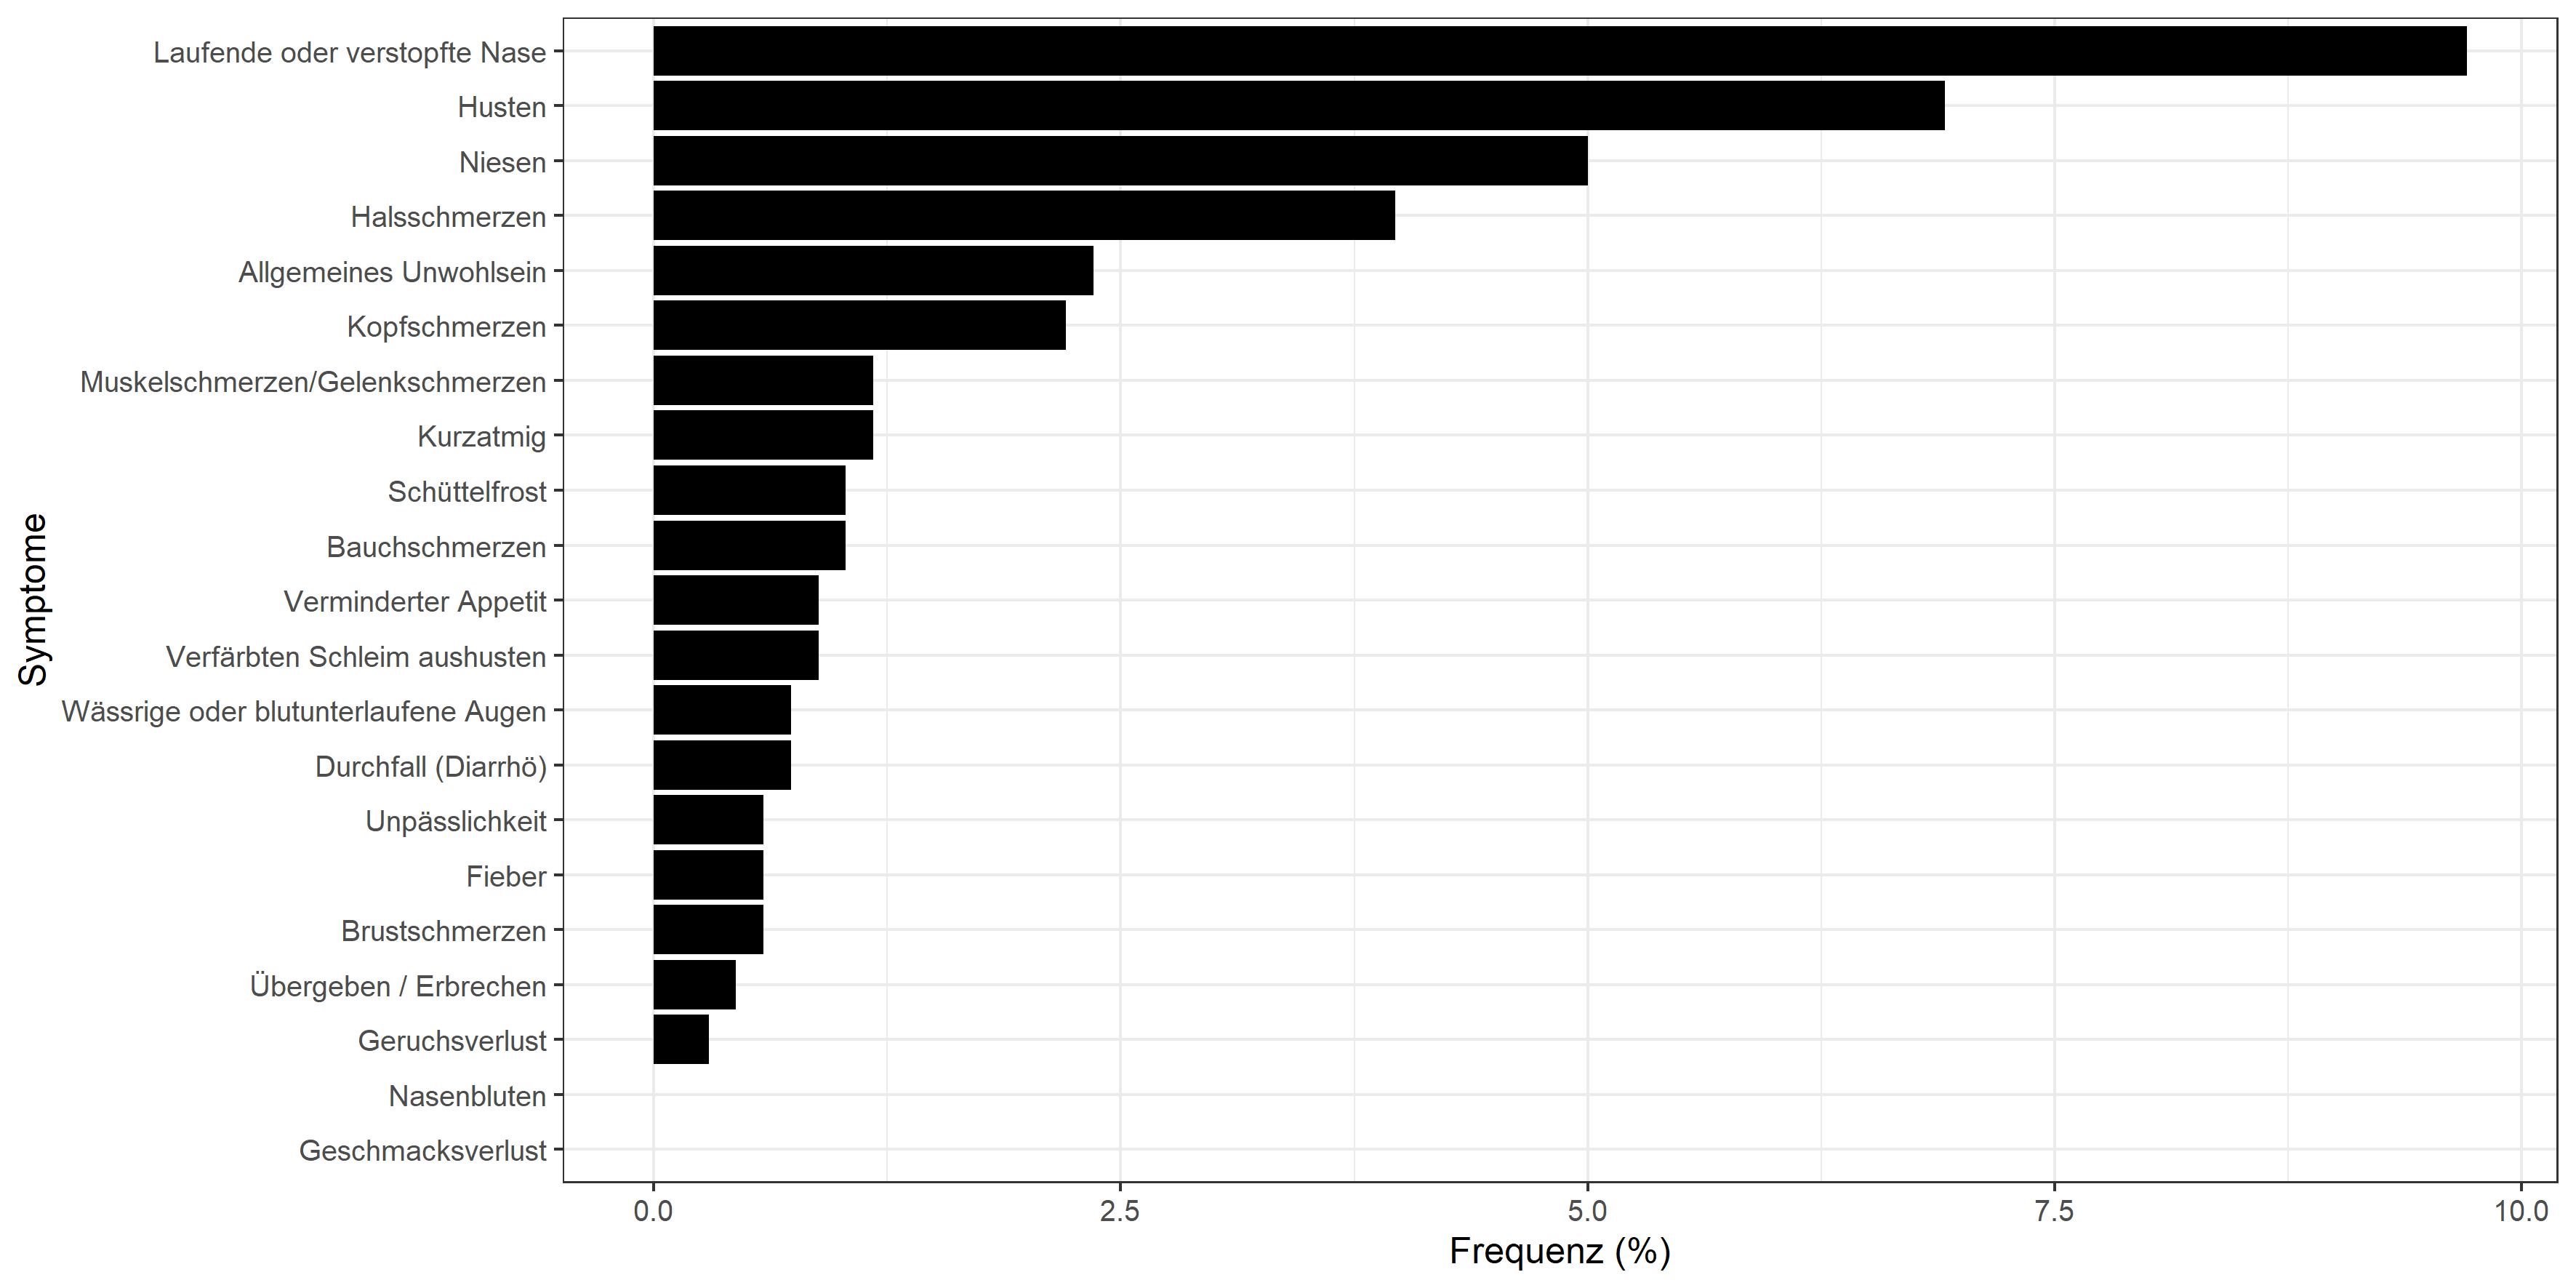 Laufende oder verstopfte Nase
Husten
Niesen
Halsschmerzen
Allgemeines Unwohlsein
Kopfschmerzen
Muskelschmerzen/Gelenkschmerzen
Kurzatmig
Schüttelfrost
Bauchschmerzen
Verminderter Appetit
Verfärbten Schleim aushusten
Wässrige oder blutunterlaufene Augen
Durchfall (Diarrhö)
Unpässlichkeit
Fieber
Brustschmerzen
Übergeben / Erbrechen
Geruchsverlust
Nasenbluten
Geschmacksverlust
Symptome
0.0 2.5 5.0 7.5 10.0
Frequenz (%)